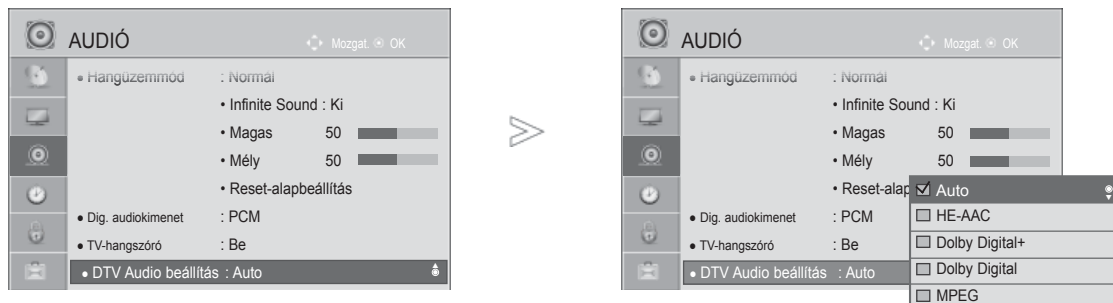 AUDIÓ
Mozgat. OK
• Hangüzemmód : Normál
• Infinite Sound : Ki
• Magas 50
• Mély 50
• Reset-alapbeállítás
• Dig. audiokimenet : PCM
• TV-hangszóró : Be
• DTV Audio beállítás : Auto
AUDIÓ
Mozgat. OK
• Hangüzemmód : Normál
• Infinite Sound : Ki
• Magas 50
• Mély 50
• Reset-alap
• Dig. audiokimenet : PCM
• TV-hangszóró : Be
• DTV Audio beállítás : Auto
Auto
HE-AAC
Dolby Digital+
Dolby Digital
MPEG